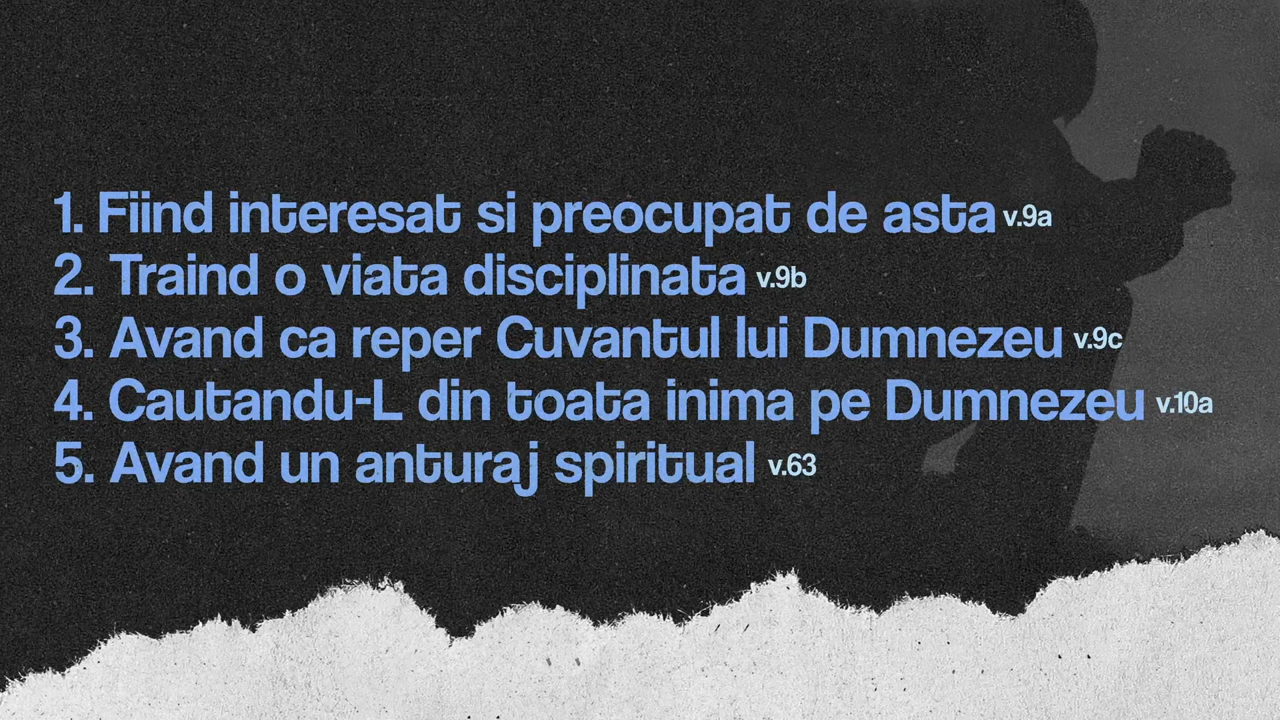 1. Fiind interesat si preocupat de asta v.9a
2. Traind o viata disciplinata v.9b
3. Avand ca reper Cuvantul lui Dumnezeu v.9c
4. Cautandu-L din toata inima pe Dumnezeu v.10a
5. Avand un anturaj spiritual v.63